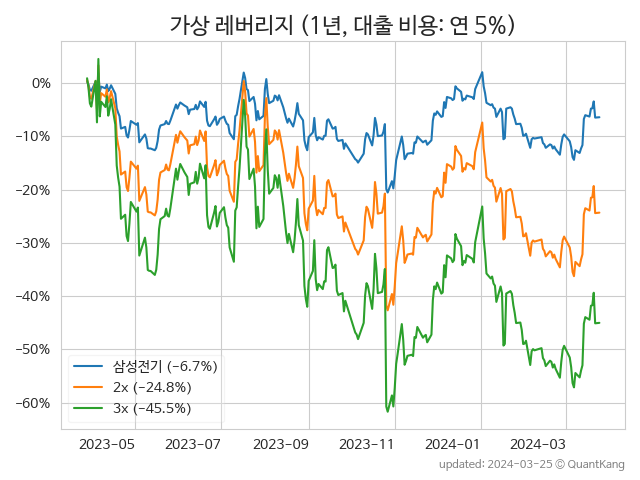 가상 레버리지 (1년, 대출 비용: 연 5%)
0%
−10%
−20%
−30%
−40%
−50%
−60%
삼성전기 (−6.7%)
2x (−24.8%)
3x (−45.5%)
2023-05 2023-07 2023-09 2023-11 2024-01 2024-03
updated: 2024-03-25 © QuantKang